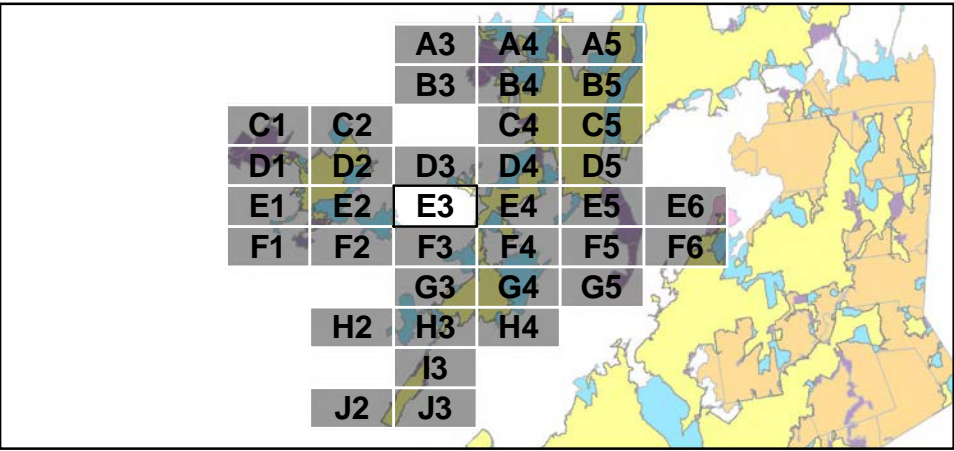 A3 A4 A5
B3 B4 B5
C1 C2 C4 C5
D1 D2 D3 D4 D5
E1 E2 E3 E4 E5 E6
F1 F2 F3 F4 F5 F6
G3 G4 G5
H2 H3 H4
I3
J2 J3